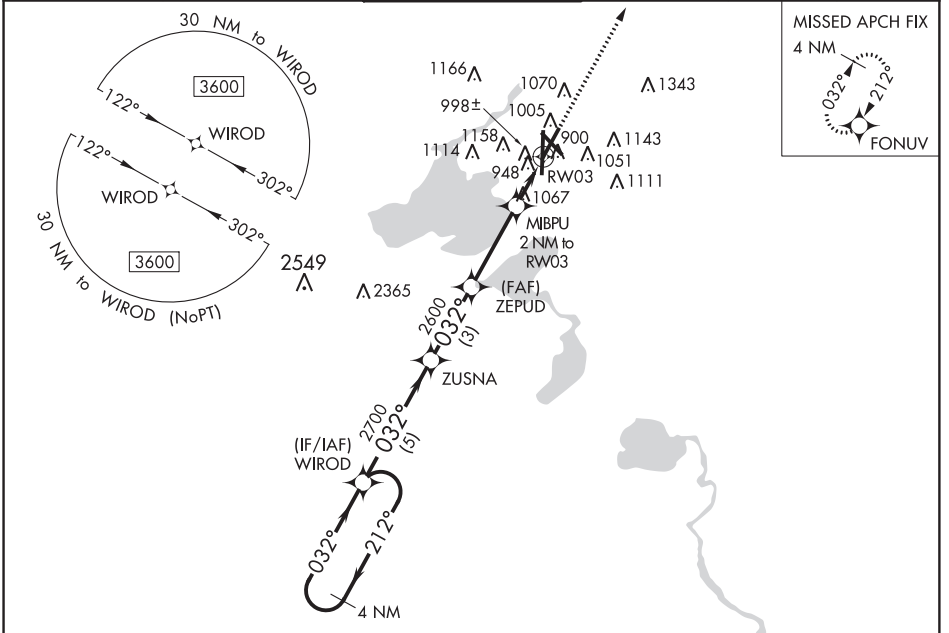 30 NM to WIROD
3600
122°
WIROD
302°
122°
WIROD
302°
3600
30 NM to WIROD (NoPT)
MISSED APCH FIX
4 NM
032°
212°
FONUV
1166
1070
1343
998±
1005
1158
900
1143
1114
1051
948
RW03
1111
1067
MIBPU
2 NM to
RW03
2549
2365
(FAF)
ZEPUD
2600
032°
(3)
ZUSNA
2700
032°
(5)
(IF/IAF)
WIROD
032°
212°
4 NM